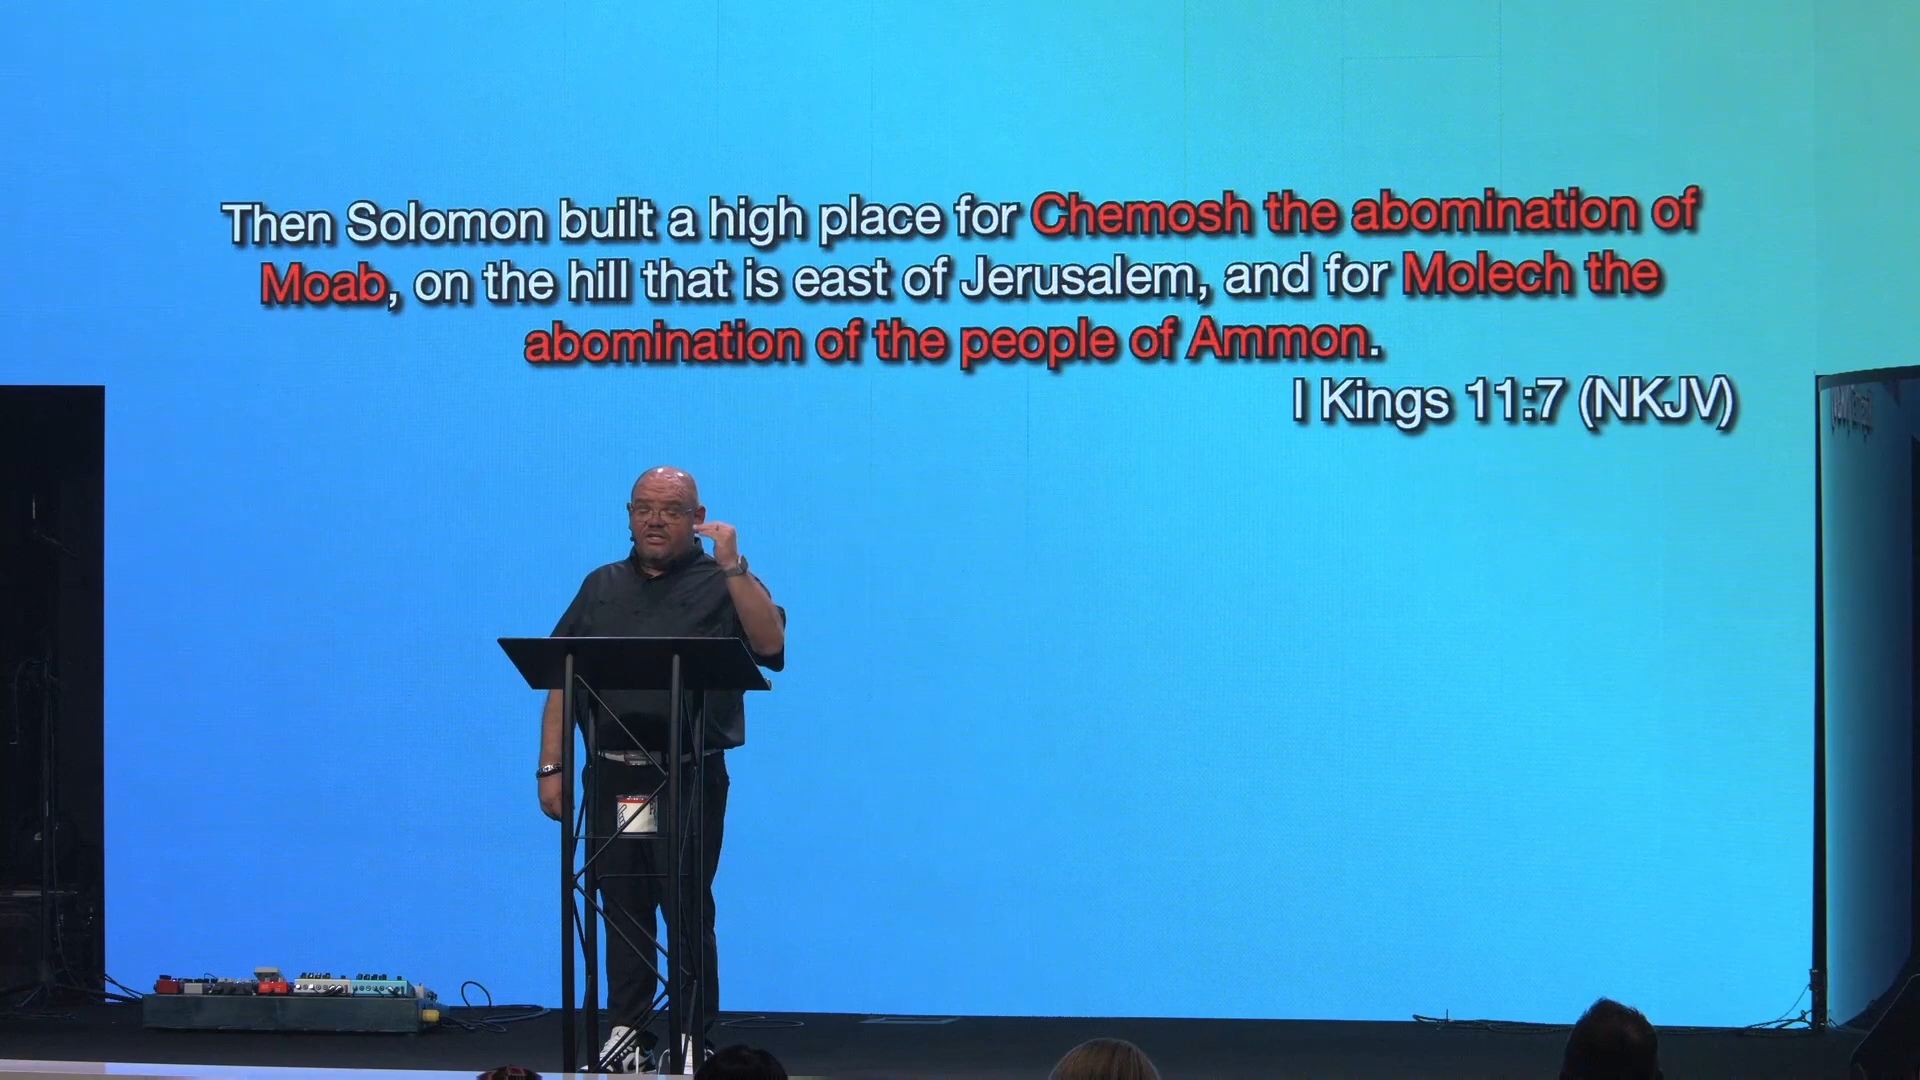 Then Solomon built a high place for Chemosh the abomination of
Moab, on the hill that is east of Jerusalem, and for Molech the
abomination of the people of Ammon.
I Kings 11:7 (NKJV)